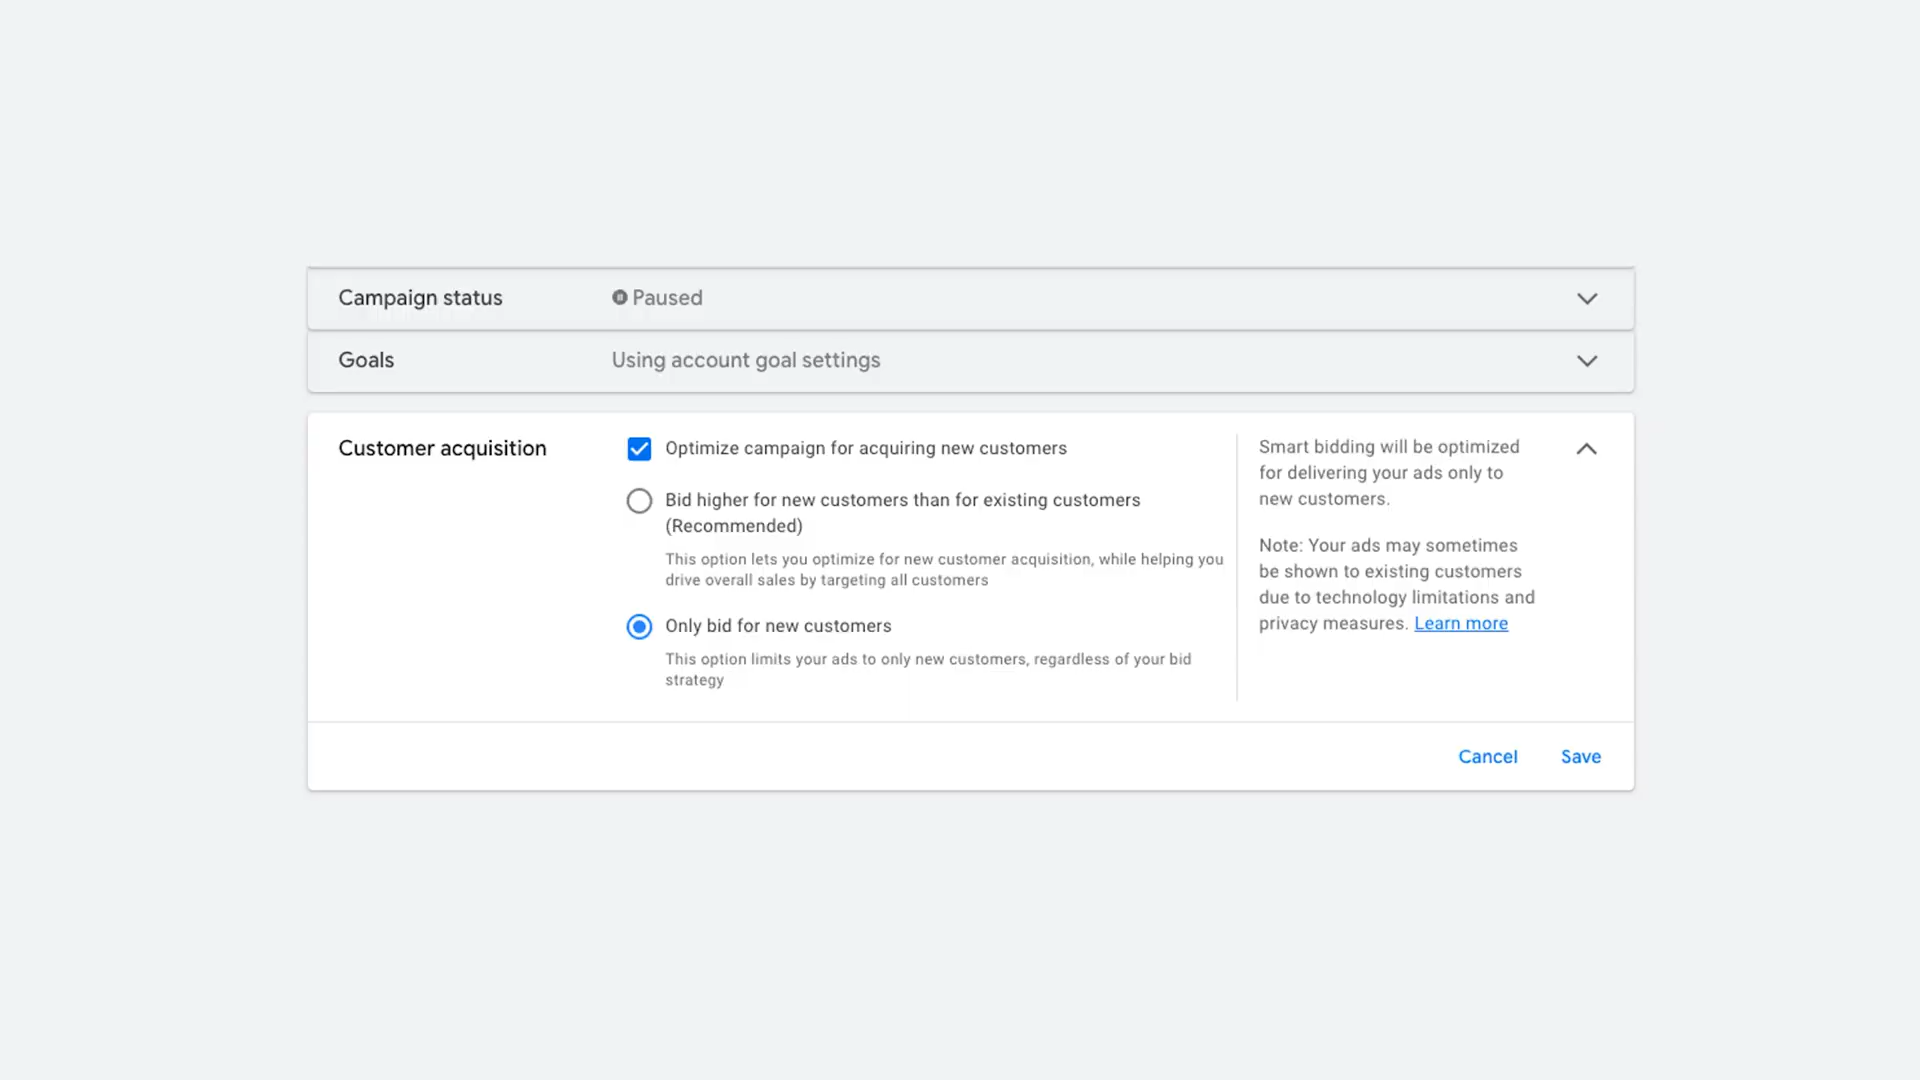 Campaign status
Paused
Goals
Using account goal settings
Customer acquisition
Optimize campaign for acquiring new customers
Bid higher for new customers than for existing customers
(Recommended)
This option lets you optimize for new customer acquisition, while helping you
drive overall sales by targeting all customers
Only bid for new customers
This option limits your ads to only new customers, regardless of your bid
strategy
Smart bidding will be optimized
for delivering your ads only to
new customers.
Note: Your ads may sometimes
be shown to existing customers
due to technology limitations and
privacy measures. Learn more
Cancel
Save